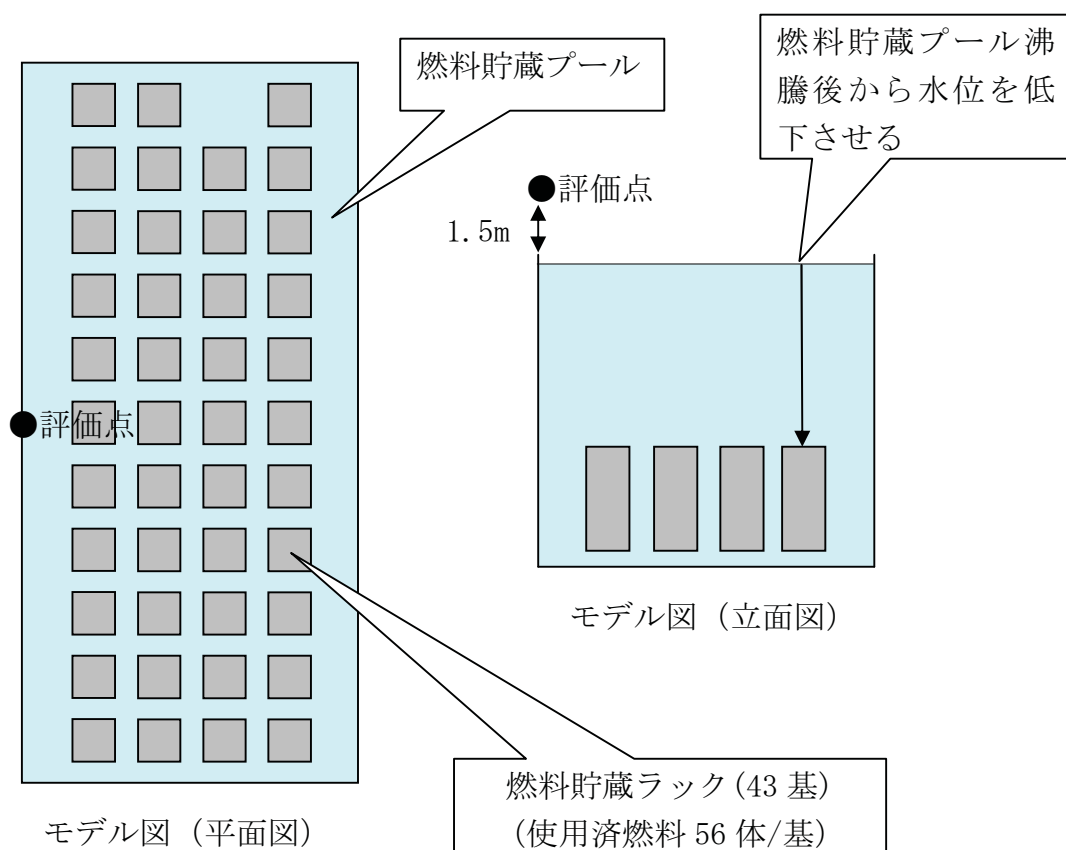 燃料貯蔵プール
燃料貯蔵プール沸
騰後から水位を低
下させる
●評価点
1.5m
●評価点
モデル図（立面図）
燃料貯蔵ラック(43 基)
(使用済燃料 56 体/基)
モデル図（平面図）